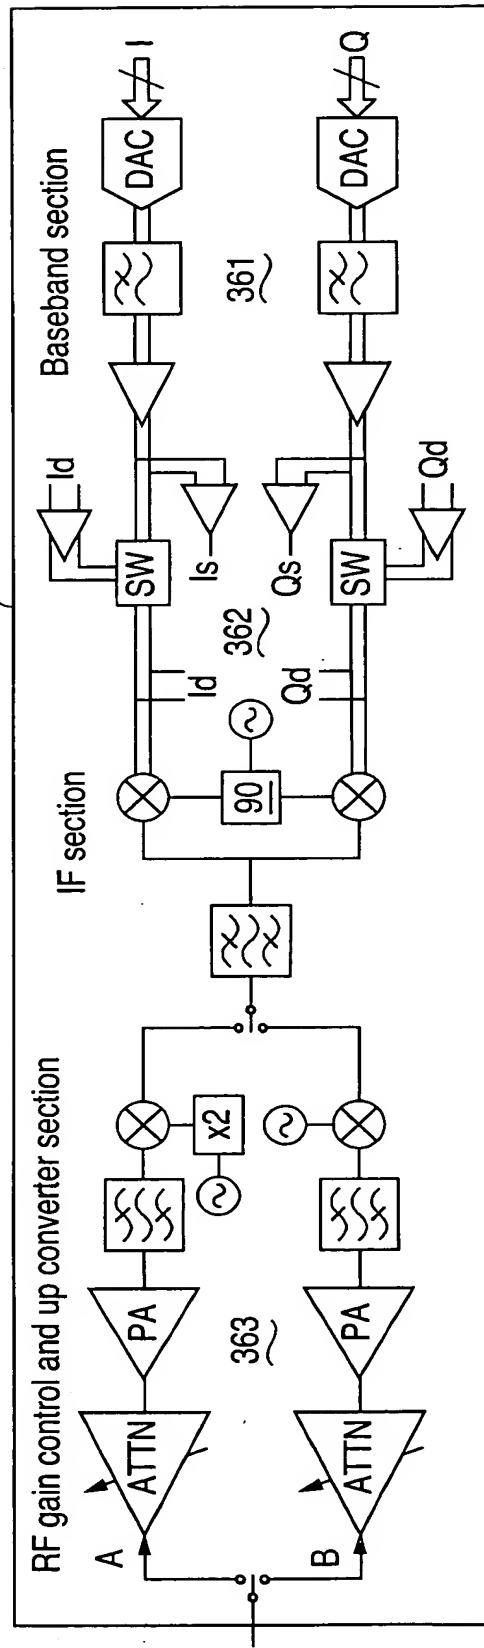 RF gain control and up converter section
IF section
Baseband section
A
ATTN
PA
x2
Id
SW
Id
Is
DAC
I
363
90
362
361
B
ATTN
PA
Qd
SW
Qs
Qd
DAC
Q